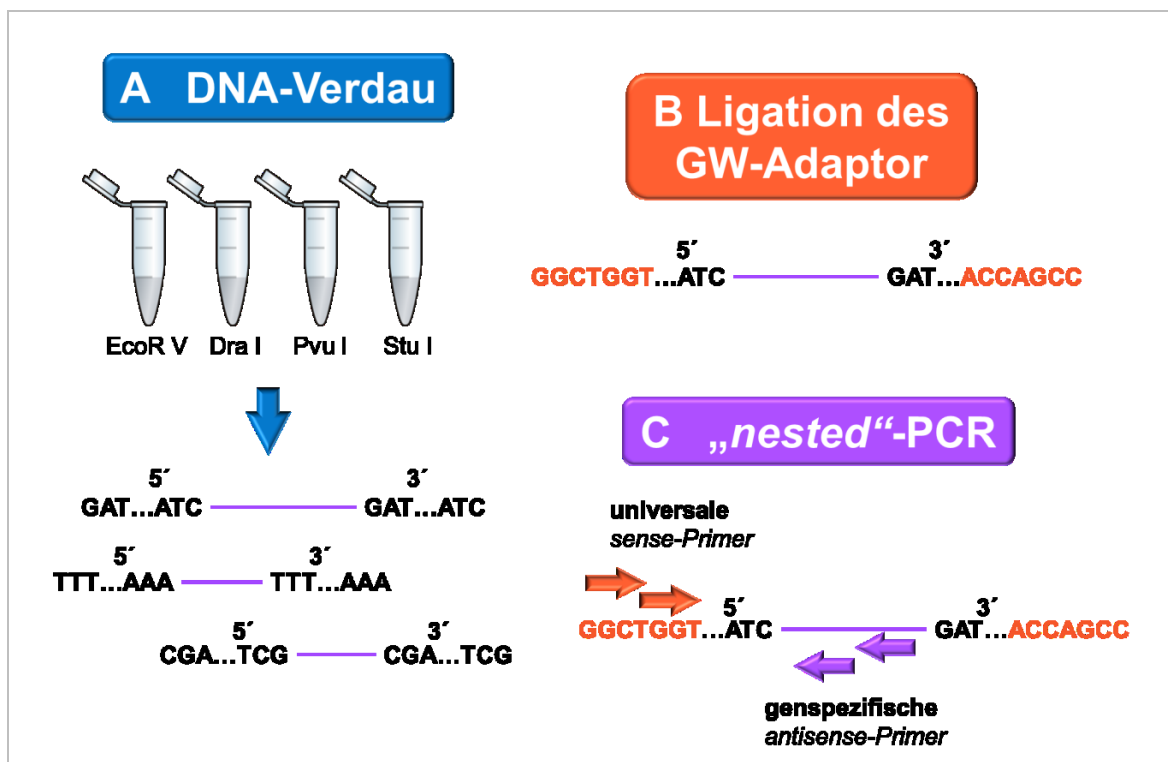 A DNA-Verdau
EcoR V Dra I Pvu I Stu I
5´ 3´
GAT...ATC GAT...ATC
5´ 3´
TTT...AAA TTT...AAA
5´ 3´
CGA...TCG CGA...TCG
B Ligation des
GW-Adaptor
5´ 3´
GGCTGGT...ATC GAT...ACCAGCC
C „nested“-PCR
universale
sense-Primer
5´ 3´
GGCTGGT...ATC GAT...ACCAGCC
genspezifische
antisense-Primer